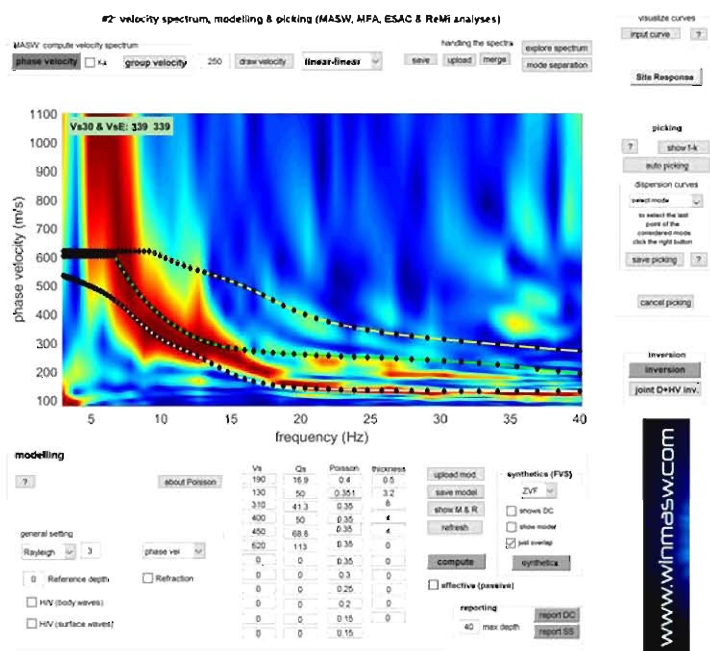 #2: velocity spectrum, modelling & picking (MASW, MFA, ESAC & ReMi analyses)
MASW: compute velocity spectrum
phase velocity
group velocity
250
draw velocity
linear-linear
handling the spectra
save
upload
merge
explore spectrum
mode separation
visualize curves
input curve
?
Site Response
Vs30 & VsE: 339 339
1100
1000
900
800
700
600
500
400
300
200
100
phase velocity (m/s)
5
10
15
20
25
30
35
40
frequency (Hz)
picking
?
show f-k
auto picking
dispersion curves
select mode
to select the last
point of the
considered mode
click the right button
save picking
?
cancel picking
inversion
inversion
joint D+HV inv.
modelling
?
about Poisson
general setting
Rayleigh
3
phase vel
0
Reference depth
Refraction
H/V (body waves)
H/V (surface waves)
Vs Qs Poisson thickness
190 16.9 0.4 0.5
130 50 0.351 3.2
310 41.3 0.35 6
400 50 0.35 4
450 68.6 0.35 4
620 113 0.35 0
0 0 0.35 0
0 0 0.3 0
0 0 0.25 0
0 0 0.2 0
0 0 0.15 0
0 0 0.15
upload mod.
save model
show M & R
refresh
compute
effective (passive)
synthetics (FVS)
ZVF
shows DC
show model
just overlap
synthetics
reporting
40
max depth
report DC
report SS
www.winmasw.com